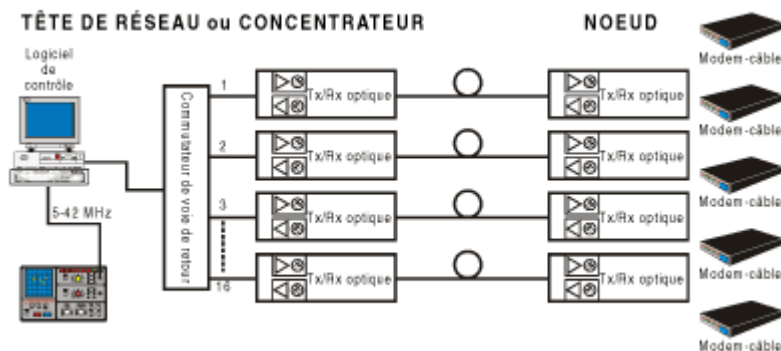 TÊTE DE RÉSEAU ou CONCENTRATEUR
NOEUD
Logiciel
de
contrôle
5-42 MHz
Commutateur de voie de retour
1
Tx/Rx optique
Tx/Rx optique
2
Tx/Rx optique
Tx/Rx optique
3
Tx/Rx optique
Tx/Rx optique
16
Tx/Rx optique
Tx/Rx optique
Modem-câble
Modem-câble
Modem-câble
Modem-câble
Modem-câble